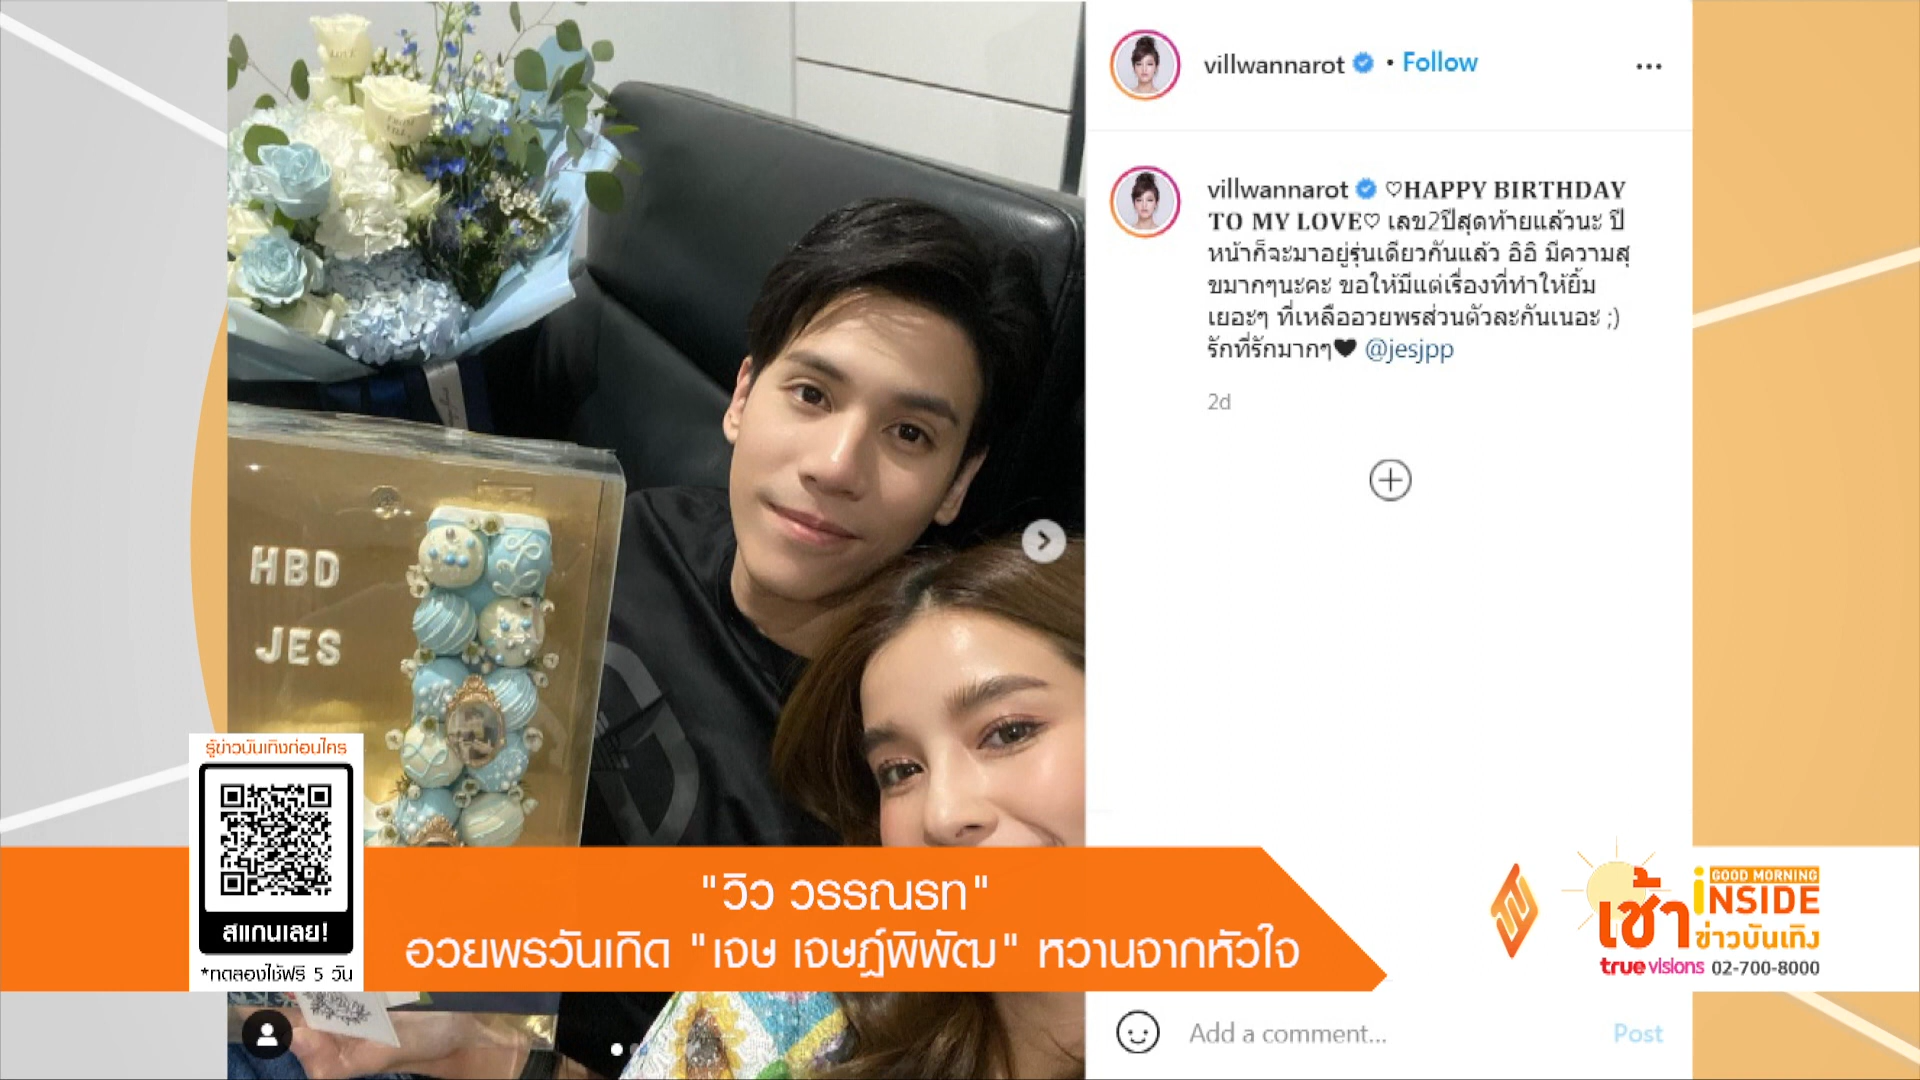 villwannarot • Follow
villwannarot ♡HAPPY BIRTHDAY
TO MY LOVE♡ เลข2ปีสุดท้ายแล้วนะ ปี
หน้าก็จะมาอยู่รุ่นเดียวกันแล้ว อิอิ มีความสุ
ขมากๆนะคะ ขอให้มีแต่เรื่องที่ทำให้ยิ้ม
เยอะๆ ที่เหลืออวยพรส่วนตัวละกันเนอะ ;)
รักที่รักมากๆ🖤 @jesjpp
2d
HBD
JES
รู้ข่าวบันเทิงก่อนใคร
สแกนเลย!
*ทดลองใช้ฟรี 5 วัน
"วิว วรรณรท"
อวยพรวันเกิด "เจษ เจษฎ์พิพัฒ" หวานจากหัวใจ
GOOD MORNING
เช้า iNSIDE
ข่าวบันเทิง
truevisions 02-700-8000
Add a comment... Post